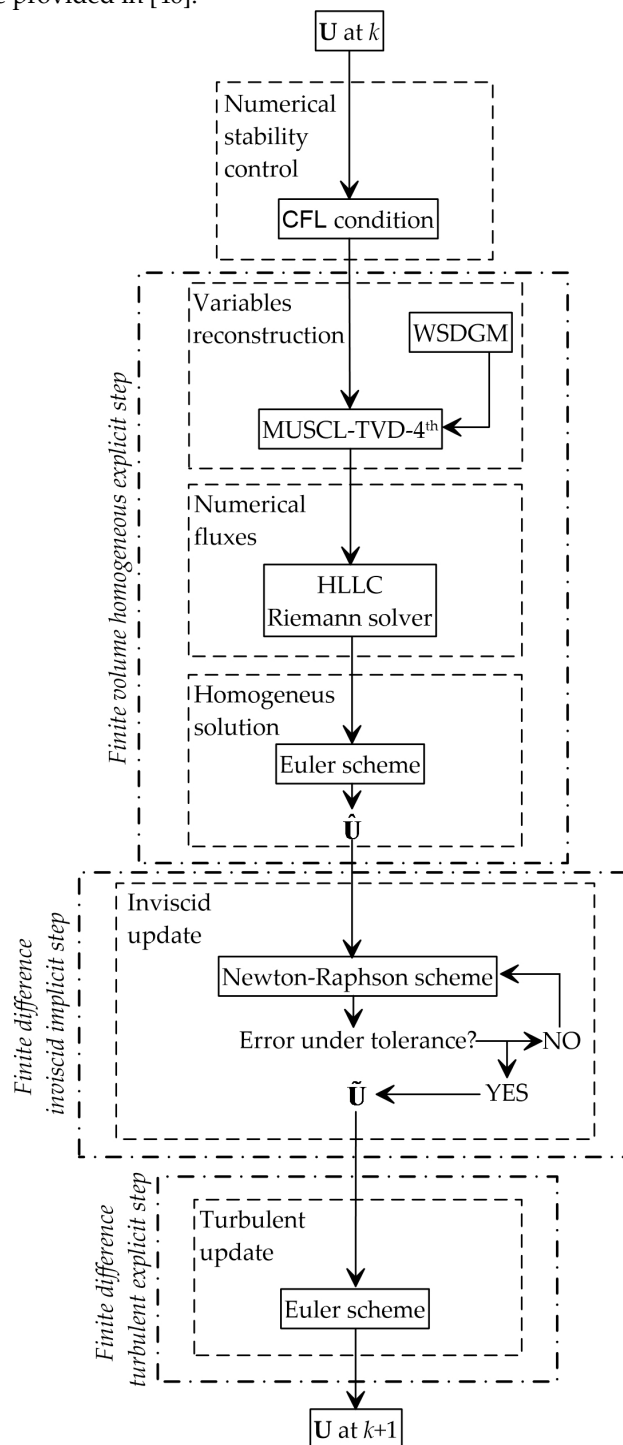 e provided in [46].
U at k
Numerical
stability
control
CFL condition
Finite volume homogeneous explicit step
Variables
reconstruction
WSDGM
MUSCL-TVD-4th
Numerical
fluxes
HLLC
Riemann solver
Homogeneus
solution
Euler scheme
Û
Finite difference
inviscid implicit step
Inviscid
update
Newton-Raphson scheme
Error under tolerance?
NO
YES
Ũ
Finite difference
turbulent explicit step
Turbulent
update
Euler scheme
U at k+1